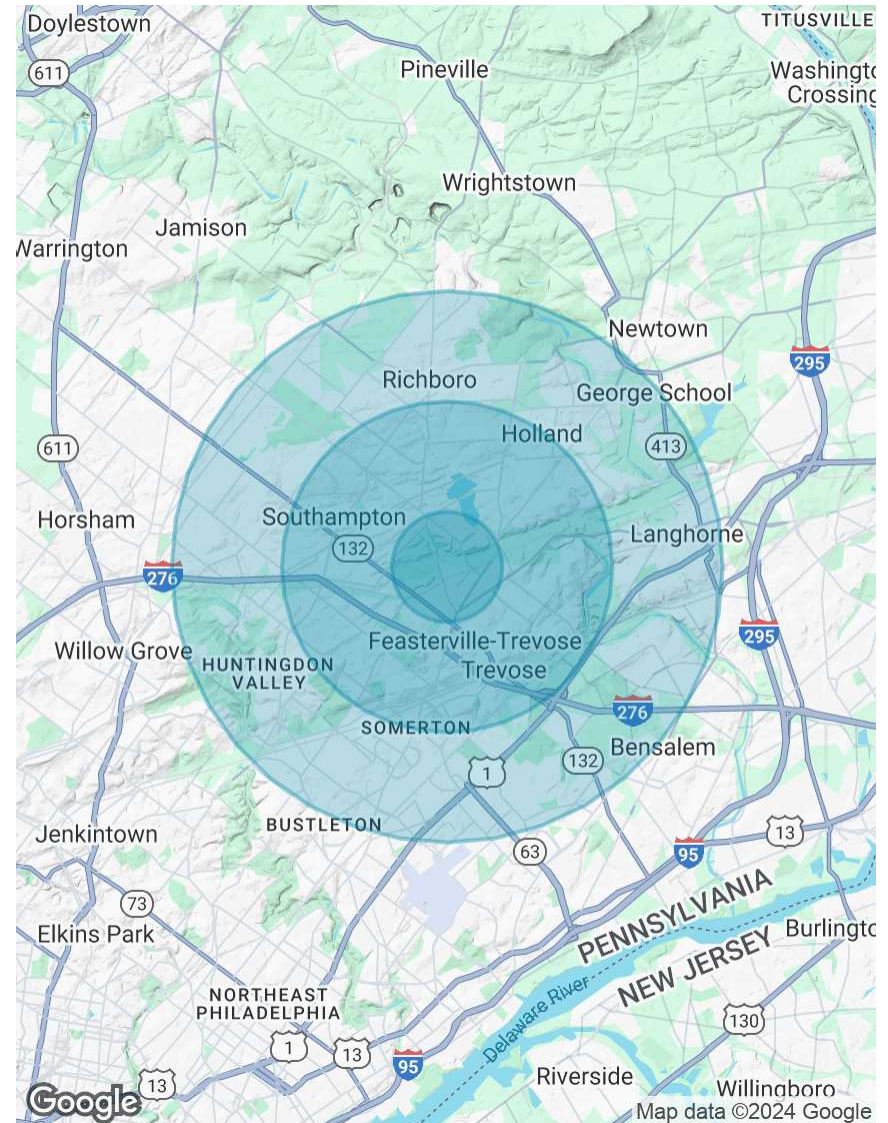 Doylestown
TITUSVILLE
611
Pineville
Washingto
Crossing
Wrightstown
Jamison
Warrington
Newtown
295
Richboro
George School
Holland
611
413
Southampton
Horsham
132
Langhorne
276
295
Willow Grove
HUNTINGDON
VALLEY
Feasterville-Trevose
Trevose
276
SOMERTON
Bensalem
132
1
BUSTLETON
Jenkintown
13
63
95
73
PENNSYLVANIA
Elkins Park
Burlingto
NEW JERSEY
NORTHEAST
PHILADELPHIA
Delaware River
130
1
13
95
Riverside
13
Willingboro
Google
Map data ©2024 Google